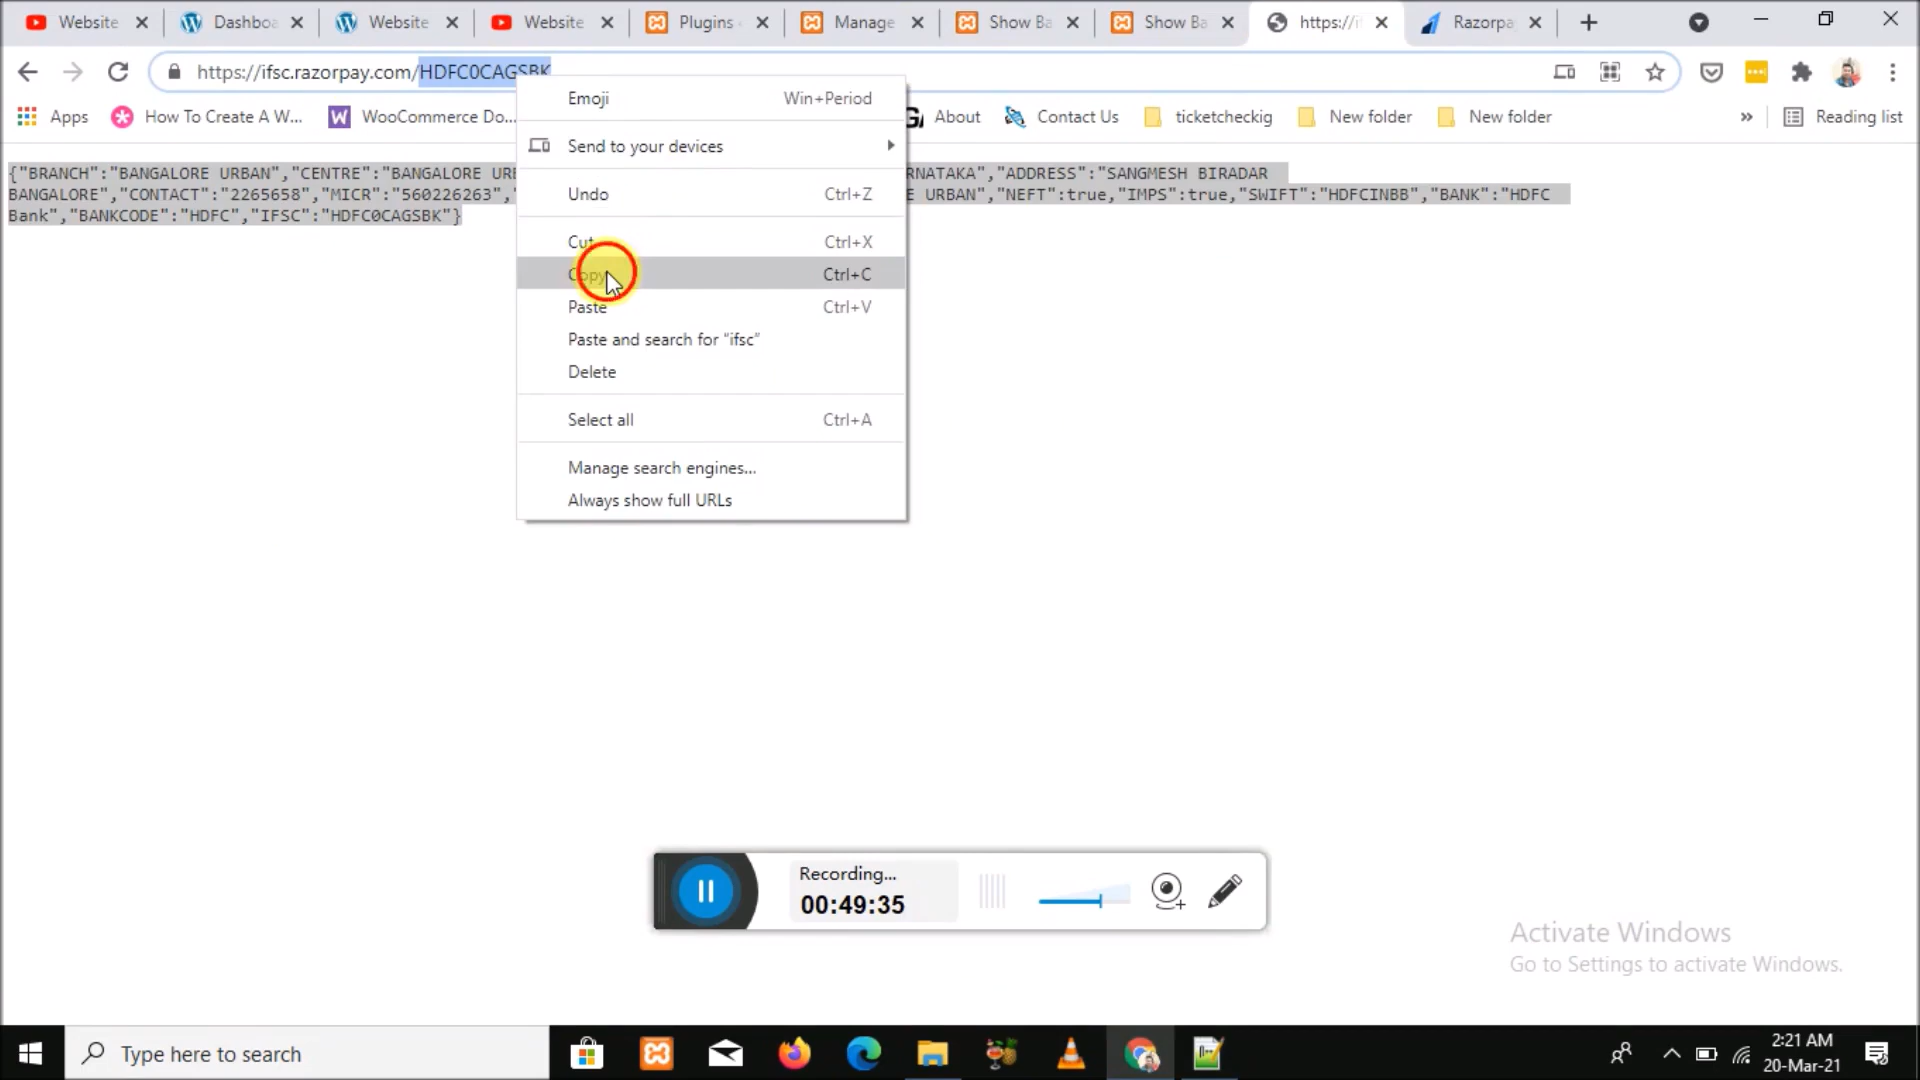 Website
Dashboa
Website
Website
Plugins
Manage
Show Ba
Show Ba
https://i
Razorpa
https://ifsc.razorpay.com/HDFC0CAGSBK
Apps
How To Create A W...
WooCommerce Do...
About
Contact Us
ticketcheckig
New folder
New folder
»
Reading list
Emoji Win+Period
Send to your devices
Undo Ctrl+Z
Cut Ctrl+X
Copy Ctrl+C
Paste Ctrl+V
Paste and search for “ifsc”
Delete
Select all Ctrl+A
Manage search engines...
Always show full URLs
{"BRANCH":"BANGALORE URBAN","CENTRE":"BANGALORE URB RNATAKA","ADDRESS":"SANGMESH BIRADAR
BANGALORE","CONTACT":"2265658","MICR":"560226263"," E URBAN","NEFT":true,"IMPS":true,"SWIFT":"HDFCINBB","BANK":"HDFC
Bank","BANKCODE":"HDFC","IFSC":"HDFC0CAGSBK"}
Recording...
00:49:35
Activate Windows
Go to Settings to activate Windows.
Type here to search
2:21 AM
20-Mar-21